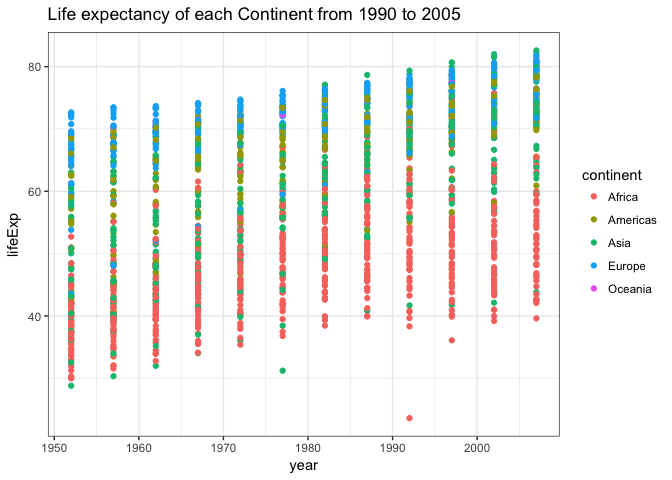 Life expectancy of each Continent from 1990 to 2005
80
60
40
lifeExp
1950 1960 1970 1980 1990 2000
year
continent
Africa
Americas
Asia
Europe
Oceania